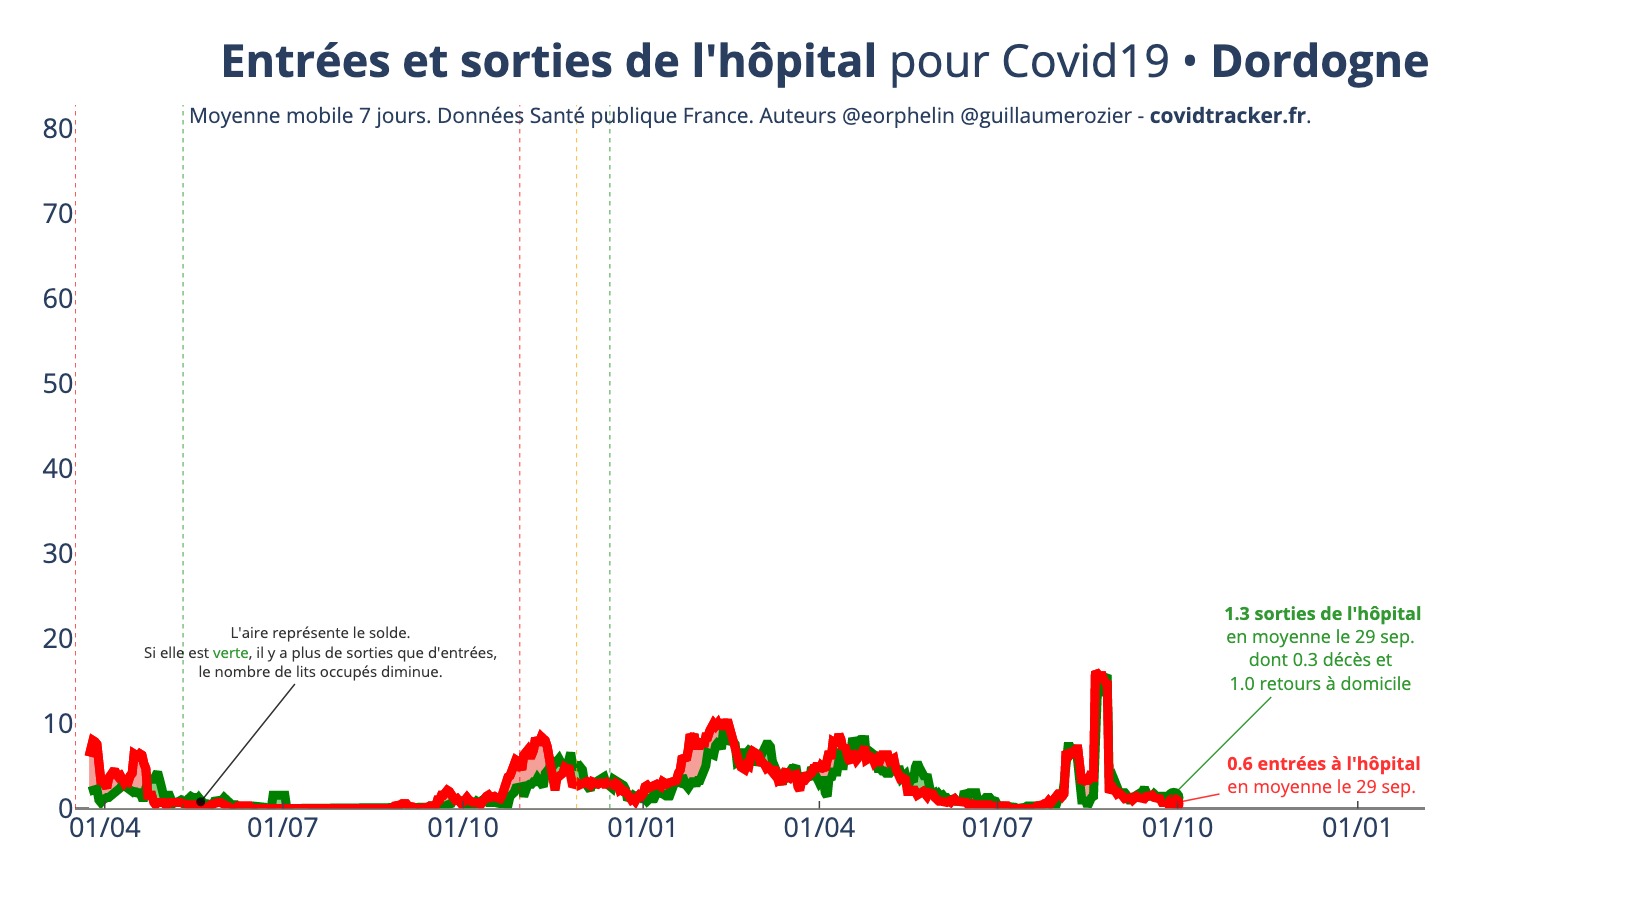 Entrées et sorties de l'hôpital pour Covid19 • Dordogne
Moyenne mobile 7 jours. Données Santé publique France. Auteurs @eorphelin @guillaumerozier - covidtracker.fr.
80
70
60
50
40
30
20
10
0
L'aire représente le solde.
Si elle est verte, il y a plus de sorties que d'entrées,
le nombre de lits occupés diminue.
1.3 sorties de l'hôpital
en moyenne le 29 sep.
dont 0.3 décès et
1.0 retours à domicile
0.6 entrées à l'hôpital
en moyenne le 29 sep.
01/04 01/07 01/10 01/01 01/04 01/07 01/10 01/01